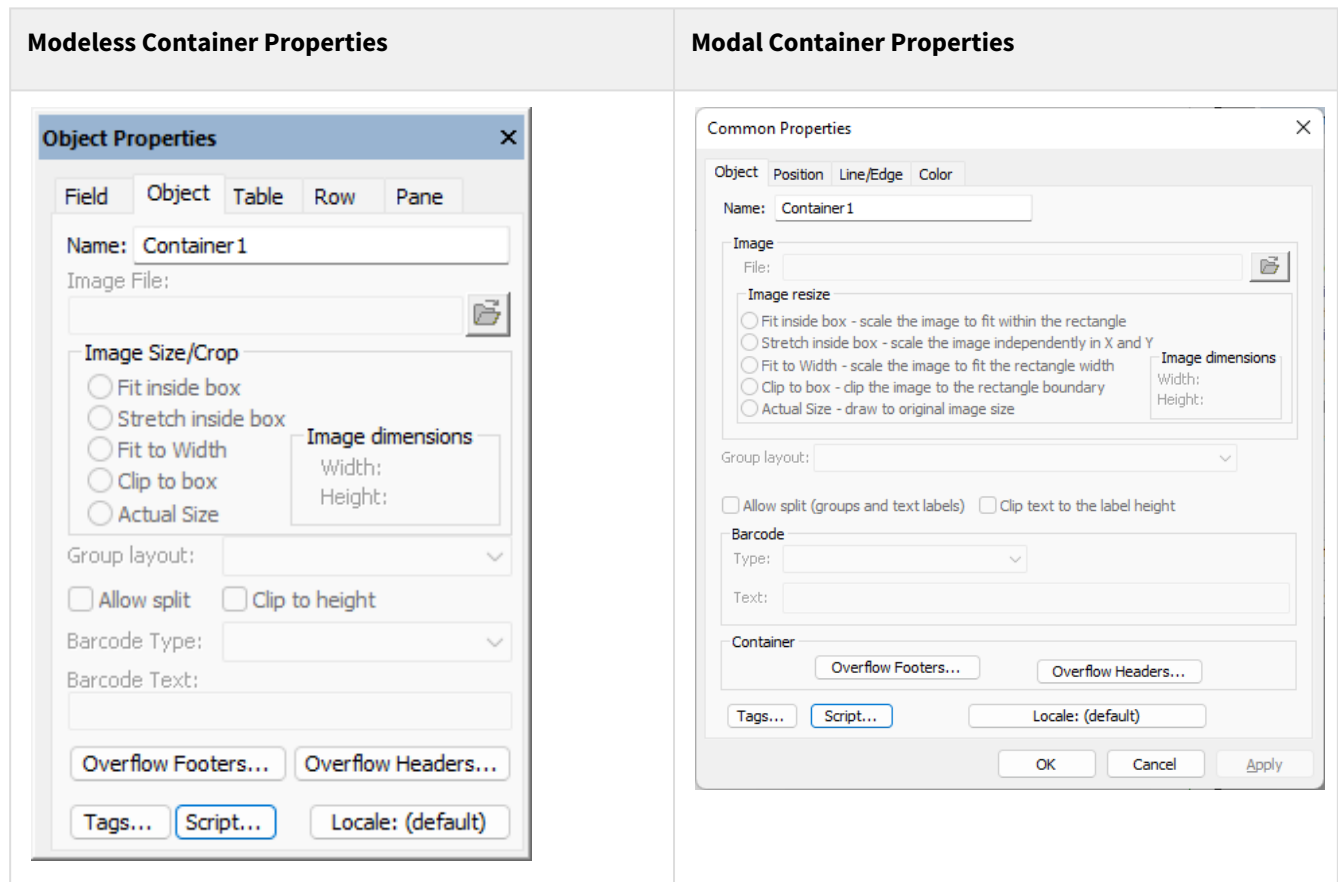 Modeless Container Properties
Modal Container Properties
Object Properties
Field Object Table Row Pane
Name: Container1
Image File:
Image Size/Crop
Fit inside box
Stretch inside box
Fit to Width
Clip to box
Actual Size
Image dimensions
Width:
Height:
Group layout:
Allow split Clip to height
Barcode Type:
Barcode Text:
Overflow Footers... Overflow Headers...
Tags... Script... Locale: (default)
Common Properties
Object Position Line/Edge Color
Name: Container1
Image
File:
Image resize
Fit inside box - scale the image to fit within the rectangle
Stretch inside box - scale the image independently in X and Y
Fit to Width - scale the image to fit the rectangle width
Clip to box - clip the image to the rectangle boundary
Actual Size - draw to original image size
Image dimensions
Width:
Height:
Group layout:
Allow split (groups and text labels) Clip text to the label height
Barcode
Type:
Text:
Container
Overflow Footers... Overflow Headers...
Tags... Script... Locale: (default)
OK Cancel Apply